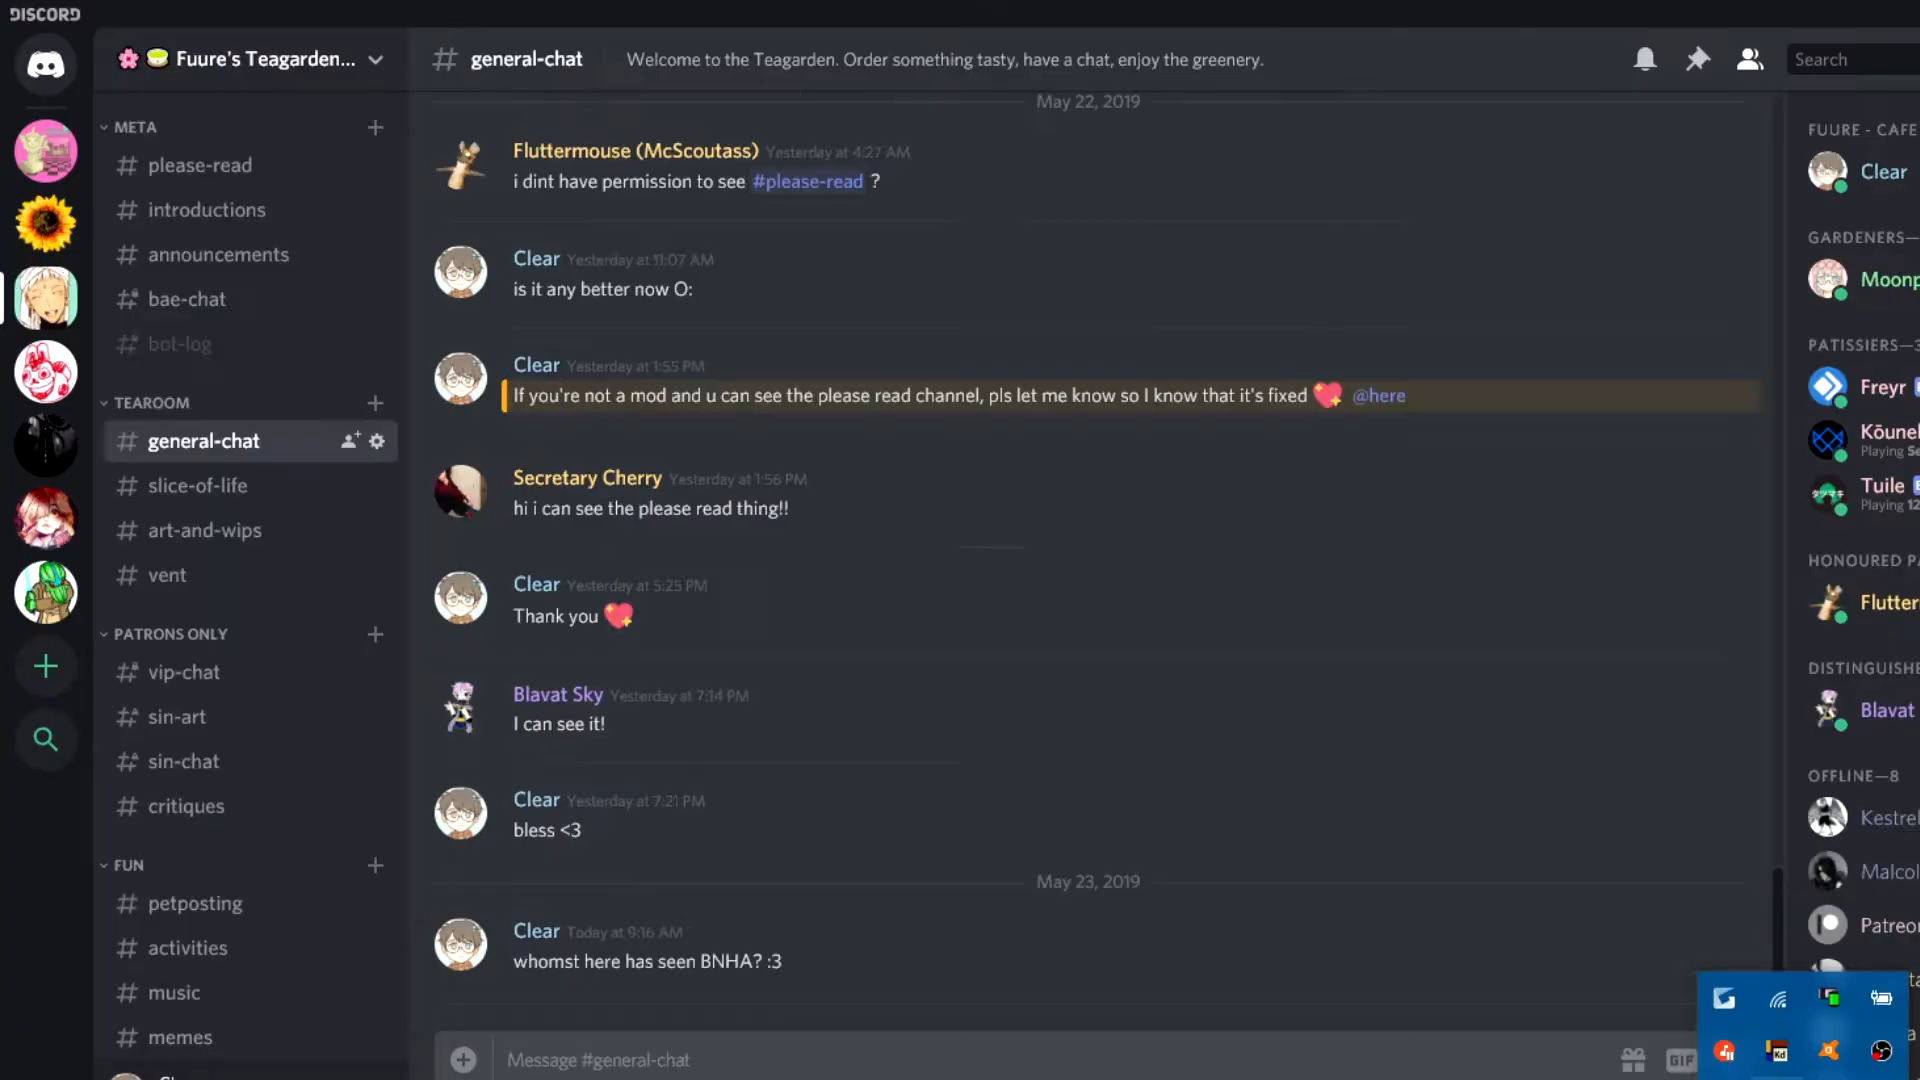 DISCORD
Fuure's Teagarden...
META
please-read
introductions
announcements
bae-chat
bot-log
TEAROOM
general-chat
slice-of-life
art-and-wips
vent
PATRONS ONLY
vip-chat
sin-art
sin-chat
critiques
FUN
petposting
activities
music
memes
general-chat Welcome to the Teagarden. Order something tasty, have a chat, enjoy the greenery.
Search
May 22, 2019
Fluttermouse (McScoutass) Yesterday at 4:27 AM
i dint have permission to see #please-read ?
Clear Yesterday at 11:07 AM
is it any better now O:
Clear Yesterday at 1:55 PM
If you're not a mod and u can see the please read channel, pls let me know so I know that it's fixed 💖 @here
Secretary Cherry Yesterday at 1:56 PM
hi i can see the please read thing!!
Clear Yesterday at 5:25 PM
Thank you 💖
Blavat Sky Yesterday at 7:14 PM
I can see it!
Clear Yesterday at 7:21 PM
bless <3
May 23, 2019
Clear Today at 9:16 AM
whomst here has seen BNHA? :3
Message #general-chat
GIF
FUURE - CAFE
Clear
GARDENERS—
Moonp
PATISSIERS—3
Freyr
Kōunel
Playing Se
Tuile
Playing 12
HONOURED PA
Flutter
DISTINGUISHE
Blavat
OFFLINE—8
Kestrel
Malcol
Patreon
Kd